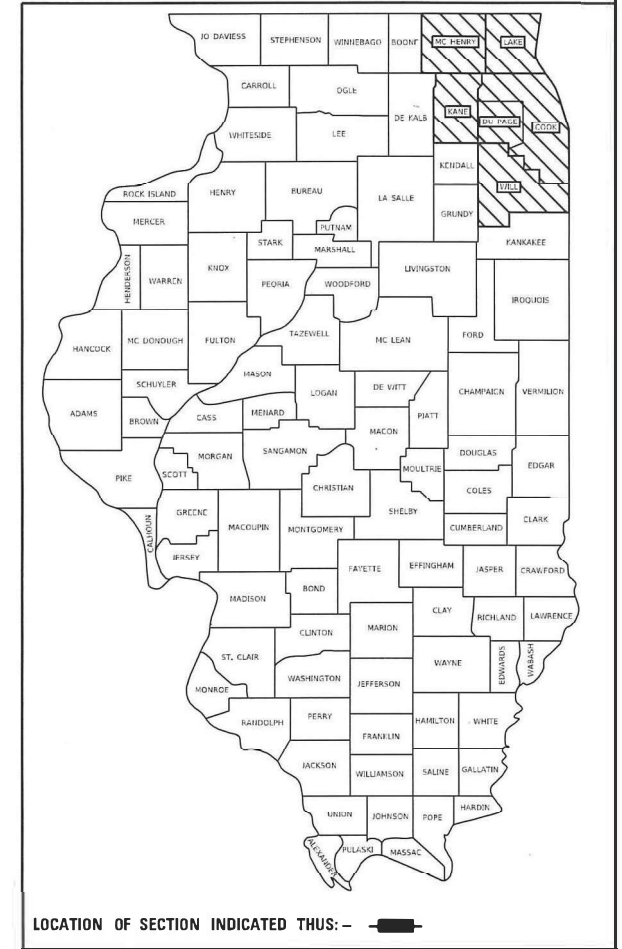 JO DAVIESS
STEPHENSON
WINNEBAGO
BOONE
MC HENRY
LAKE
CARROLL
OGLE
DE KALB
KANE
DU PAGE
COOK
WHITESIDE
LEE
KENDALL
WILL
ROCK ISLAND
HENRY
BUREAU
LA SALLE
GRUNDY
MERCER
PUTNAM
STARK
MARSHALL
KANKAKEE
HENDERSON
WARREN
KNOX
PEORIA
WOODFORD
LIVINGSTON
IROQUOIS
HANCOCK
MC DONOUGH
FULTON
TAZEWELL
MC LEAN
FORD
SCHUYLER
MASON
LOGAN
DE WITT
PIATT
CHAMPAIGN
VERMILION
ADAMS
BROWN
CASS
MENARD
MACON
PIKE
SCOTT
MORGAN
SANGAMON
CHRISTIAN
MOULTRIE
DOUGLAS
EDGAR
COLES
CALHOUN
GREENE
MACOUPIN
MONTGOMERY
SHELBY
CUMBERLAND
CLARK
JERSEY
FAYETTE
EFFINGHAM
JASPER
CRAWFORD
MADISON
BOND
CLAY
RICHLAND
LAWRENCE
CLINTON
MARION
ST. CLAIR
WAYNE
EDWARDS
WABASH
MONROE
WASHINGTON
JEFFERSON
RANDOLPH
PERRY
HAMILTON
WHITE
FRANKLIN
JACKSON
WILLIAMSON
SALINE
GALLATIN
UNION
JOHNSON
POPE
HARDIN
ALEXANDER
PULASKI
MASSAC
LOCATION OF SECTION INDICATED THUS: –